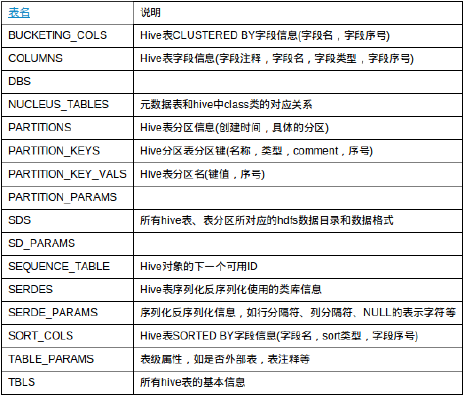 表名 说明
BUCKETING_COLS Hive表CLUSTERED BY字段信息(字段名，字段序号)
COLUMNS Hive表字段信息(字段注释，字段名，字段类型，字段序号)
DBS
NUCLEUS_TABLES 元数据表和hive中class类的对应关系
PARTITIONS Hive表分区信息(创建时间，具体的分区)
PARTITION_KEYS Hive分区表分区键(名称，类型，comment，序号)
PARTITION_KEY_VALS Hive表分区名(键值，序号)
PARTITION_PARAMS
SDS 所有hive表、表分区所对应的hdfs数据目录和数据格式
SD_PARAMS
SEQUENCE_TABLE Hive对象的下一个可用ID
SERDES Hive表序列化反序列化使用的类库信息
SERDE_PARAMS 序列化反序列化信息，如行分隔符、列分隔符、NULL的表示字符等
SORT_COLS Hive表SORTED BY字段信息(字段名，sort类型，字段序号)
TABLE_PARAMS 表级属性，如是否外部表，表注释等
TBLS 所有hive表的基本信息